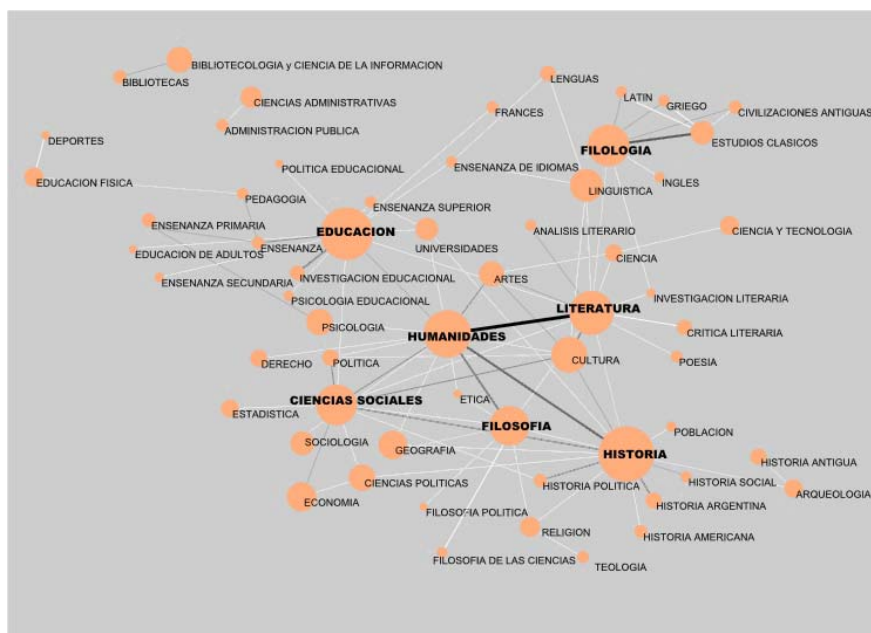 BIBLIOTECOLOGIA y CIENCIA DE LA INFORMACION
BIBLIOTECAS
LENGUAS
LATIN
GRIEGO
CIENCIAS ADMINISTRATIVAS
FRANCES
CIVILIZACIONES ANTIGUAS
ADMINISTRACION PUBLICA
DEPORTES
ESTUDIOS CLASICOS
FILOLOGIA
POLITICA EDUCACIONAL
ENSENANZA DE IDIOMAS
EDUCACION FISICA
INGLES
LINGUISTICA
PEDAGOGIA
ENSENANZA SUPERIOR
ENSENANZA PRIMARIA
EDUCACION
ANALISIS LITERARIO
CIENCIA Y TECNOLOGIA
ENSENANZA
UNIVERSIDADES
EDUCACION DE ADULTOS
CIENCIA
INVESTIGACION EDUCACIONAL
ARTES
ENSENANZA SECUNDARIA
PSICOLOGIA EDUCACIONAL
INVESTIGACION LITERARIA
LITERATURA
PSICOLOGIA
CRITICA LITERARIA
HUMANIDADES
CULTURA
POESIA
DERECHO
POLITICA
ETICA
CIENCIAS SOCIALES
ESTADISTICA
FILOSOFIA
POBLACION
SOCIOLOGIA
GEOGRAFIA
HISTORIA
HISTORIA ANTIGUA
CIENCIAS POLITICAS
HISTORIA POLITICA
HISTORIA SOCIAL
ARQUEOLOGIA
ECONOMIA
HISTORIA ARGENTINA
FILOSOFIA POLITICA
RELIGION
HISTORIA AMERICANA
FILOSOFIA DE LAS CIENCIAS
TEOLOGIA